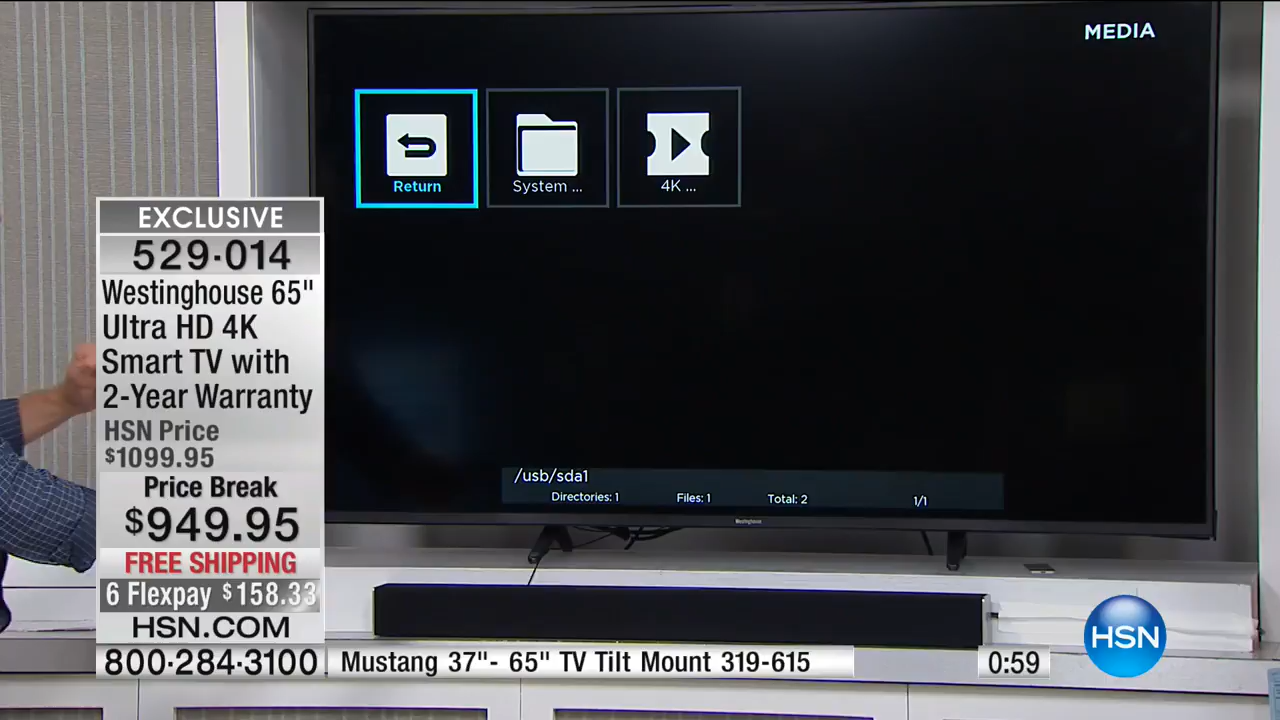 MEDIA
Return
System ...
4K ...
EXCLUSIVE
529-014
Westinghouse 65"
Ultra HD 4K
Smart TV with
2-Year Warranty
HSN Price
$1099.95
Price Break
$949.95
FREE SHIPPING
6 Flexpay $158.33
HSN.COM
800-284-3100
/usb/sda1
Directories: 1 Files: 1 Total: 2 1/1
Westinghouse
HSN
Mustang 37"- 65" TV Tilt Mount 319-615
0:59